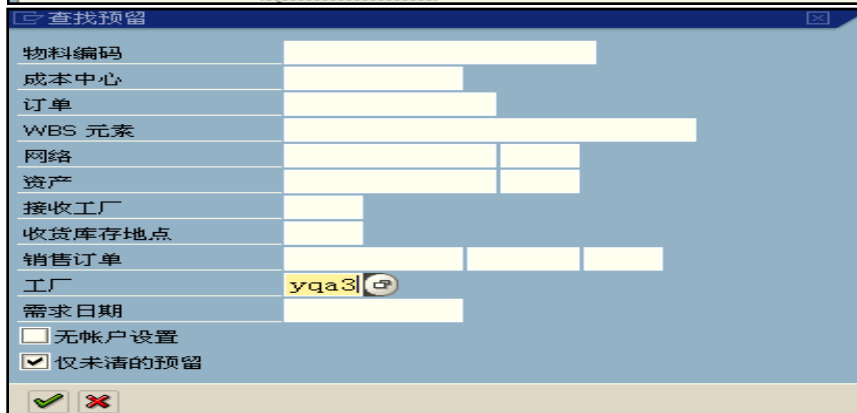 查找预留
物料编码
成本中心
订单
WBS 元素
网络
资产
接收工厂
收货库存地点
销售订单
工厂 yqa3
需求日期
无帐户设置
仅未清的预留